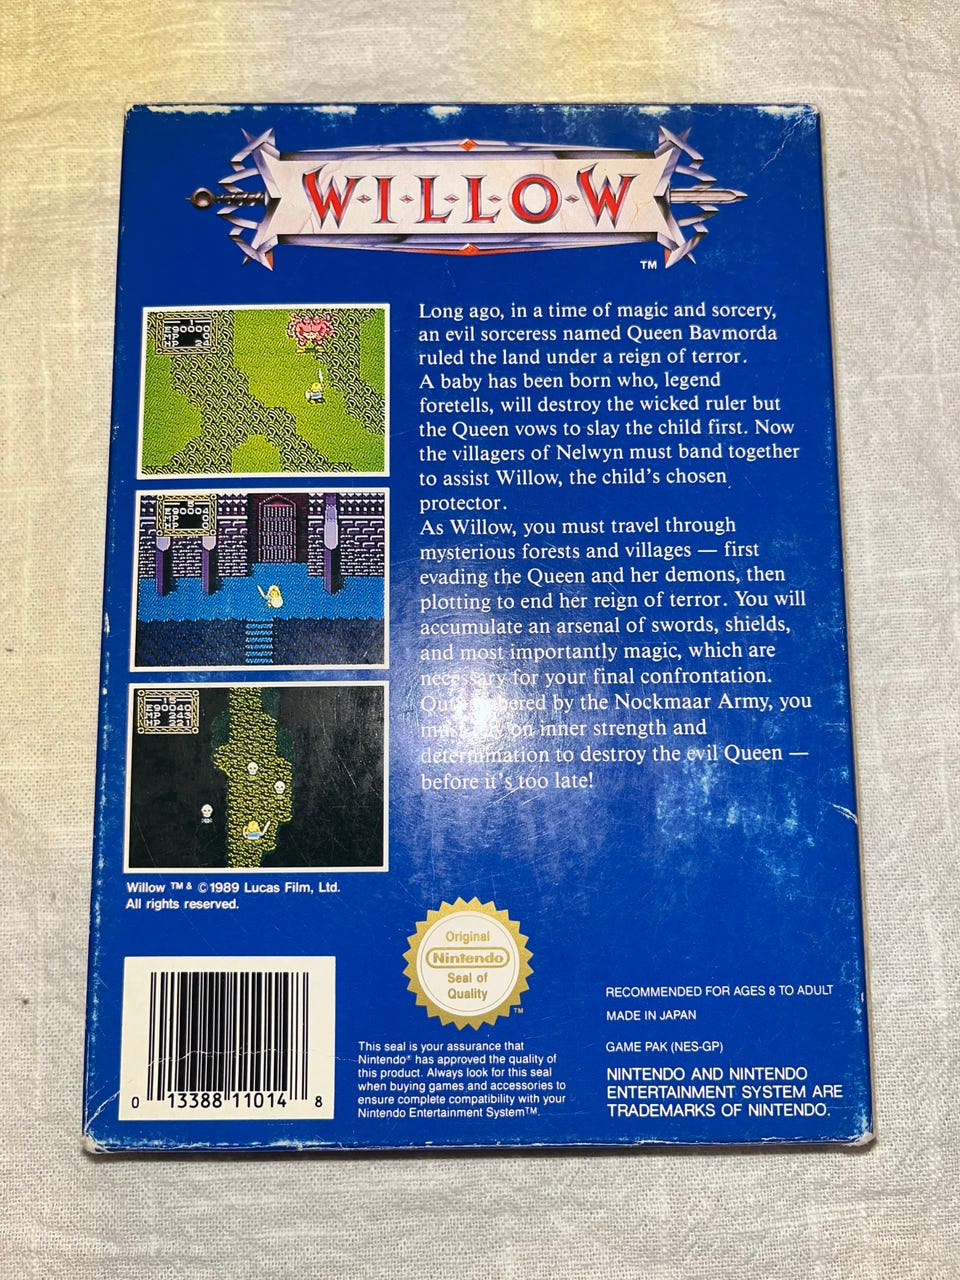 W·I·L·L·O·W
TM
Long ago, in a time of magic and sorcery,
an evil sorceress named Queen Bavmorda
ruled the land under a reign of terror.
A baby has been born who, legend
foretells, will destroy the wicked ruler but
the Queen vows to slay the child first. Now
the villagers of Nelwyn must band together
to assist Willow, the child's chosen
protector.
As Willow, you must travel through
mysterious forests and villages — first
evading the Queen and her demons, then
plotting to end her reign of terror. You will
accumulate an arsenal of swords, shields,
and most importantly magic, which are
necessary for your final confrontation.
Outnumbered by the Nockmaar Army, you
must rely on inner strength and
determination to destroy the evil Queen —
before it's too late!
Willow ™ & ©1989 Lucas Film, Ltd.
All rights reserved.
0 13388 11014 8
Original
Nintendo
Seal of
Quality
TM
This seal is your assurance that
Nintendo® has approved the quality of
this product. Always look for this seal
when buying games and accessories to
ensure complete compatibility with your
Nintendo Entertainment System™.
RECOMMENDED FOR AGES 8 TO ADULT
MADE IN JAPAN
GAME PAK (NES-GP)
NINTENDO AND NINTENDO
ENTERTAINMENT SYSTEM ARE
TRADEMARKS OF NINTENDO.